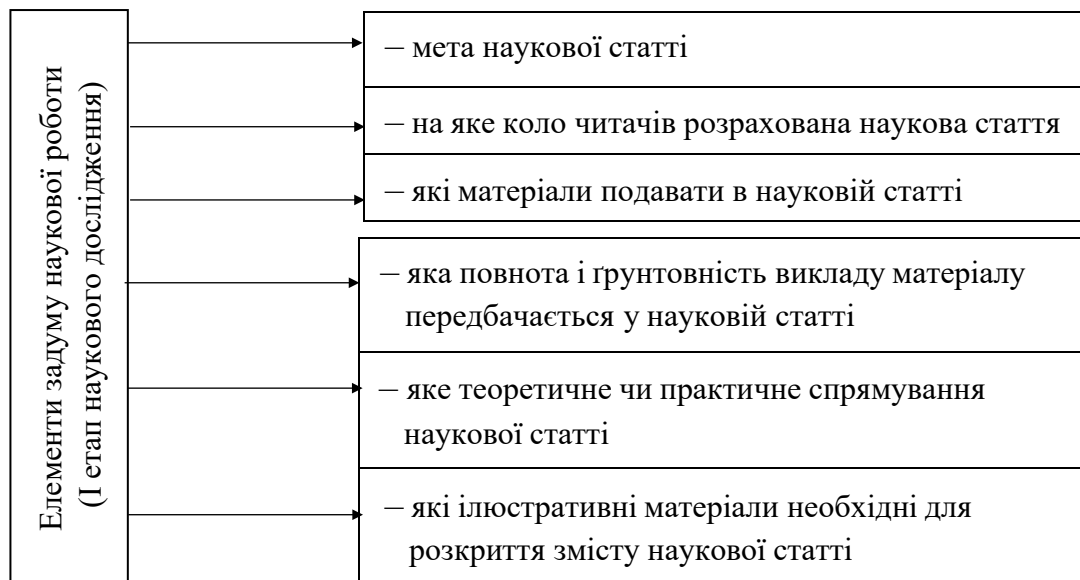 Елементи задуму наукової роботи
(І етап наукового дослідження)
– мета наукової статті
– на яке коло читачів розрахована наукова стаття
– які матеріали подавати в науковій статті
– яка повнота і ґрунтовність викладу матеріалу
передбачається у науковій статті
– яке теоретичне чи практичне спрямування
наукової статті
– які ілюстративні матеріали необхідні для
розкриття змісту наукової статті